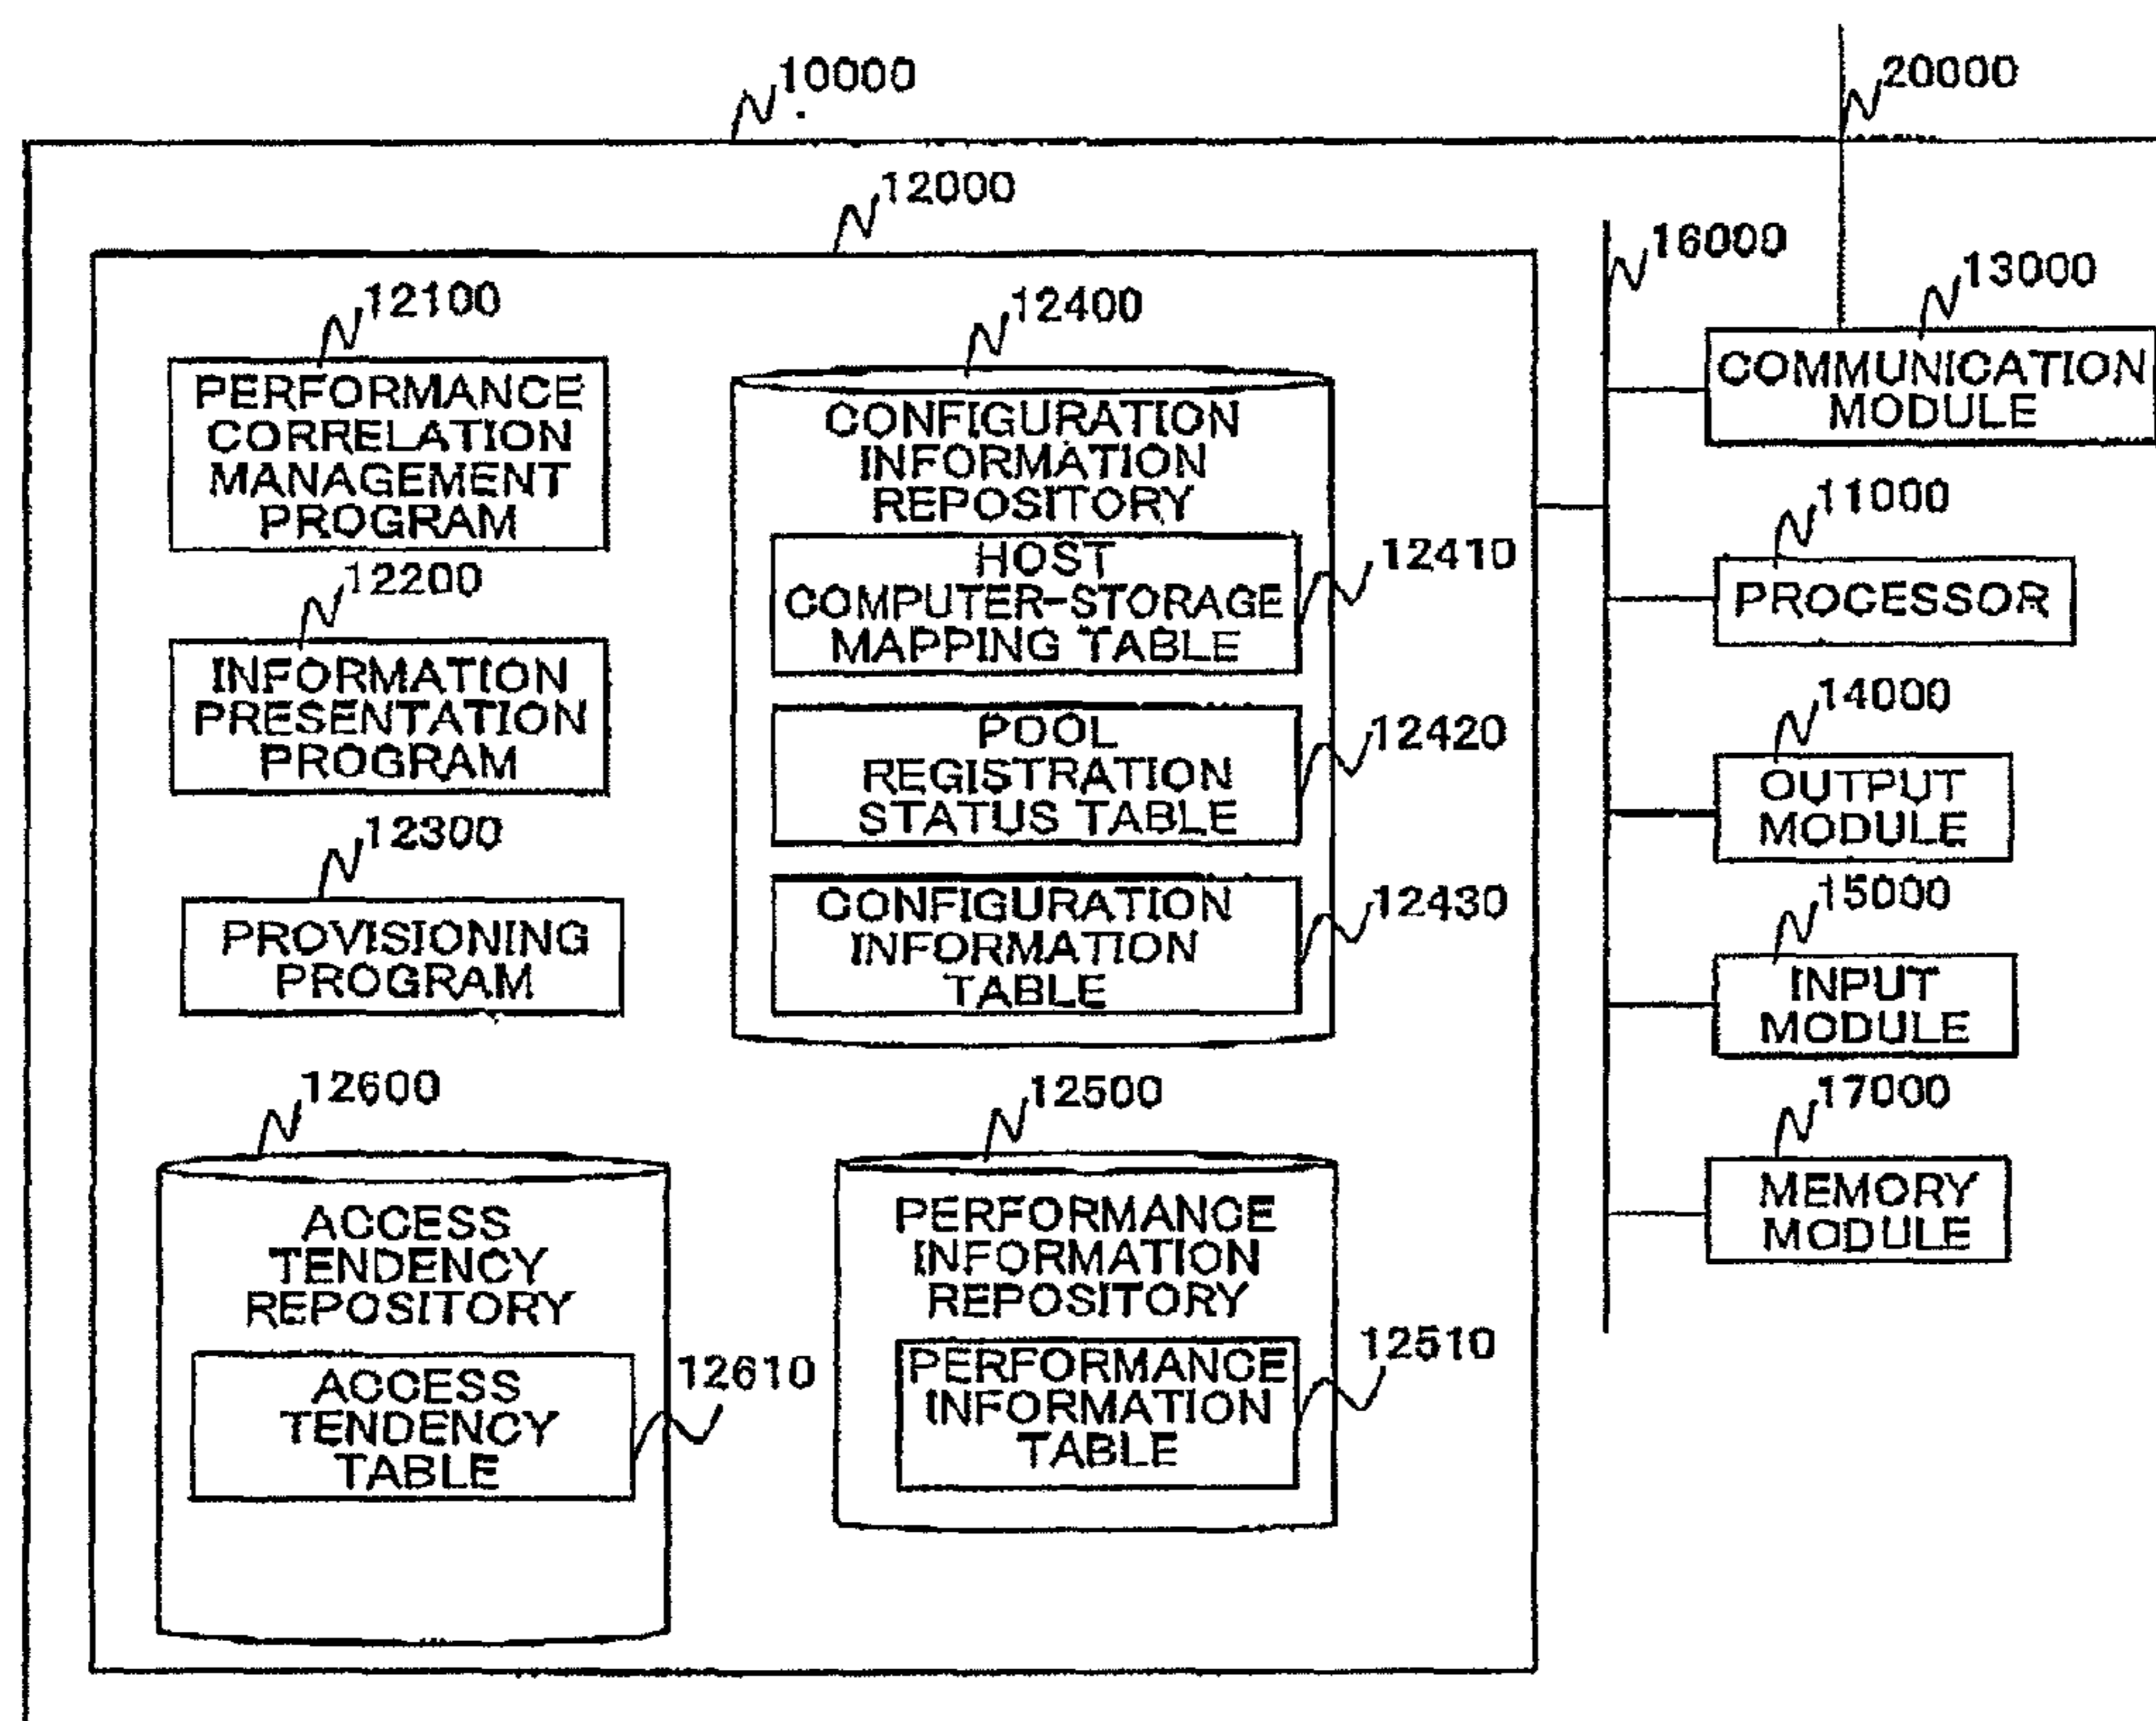 10000
20000
12000
16000
13000
COMMUNICATION
MODULE
12100
PERFORMANCE
CORRELATION
MANAGEMENT
PROGRAM
12200
INFORMATION
PRESENTATION
PROGRAM
12300
PROVISIONING
PROGRAM
12400
CONFIGURATION
INFORMATION
REPOSITORY
HOST
COMPUTER-STORAGE
MAPPING TABLE
12410
POOL
REGISTRATION
STATUS TABLE
12420
CONFIGURATION
INFORMATION
TABLE
12430
11000
PROCESSOR
14000
OUTPUT
MODULE
15000
INPUT
MODULE
17000
MEMORY
MODULE
12600
ACCESS
TENDENCY
REPOSITORY
ACCESS
TENDENCY
TABLE
12610
12500
PERFORMANCE
INFORMATION
REPOSITORY
PERFORMANCE
INFORMATION
TABLE
12510